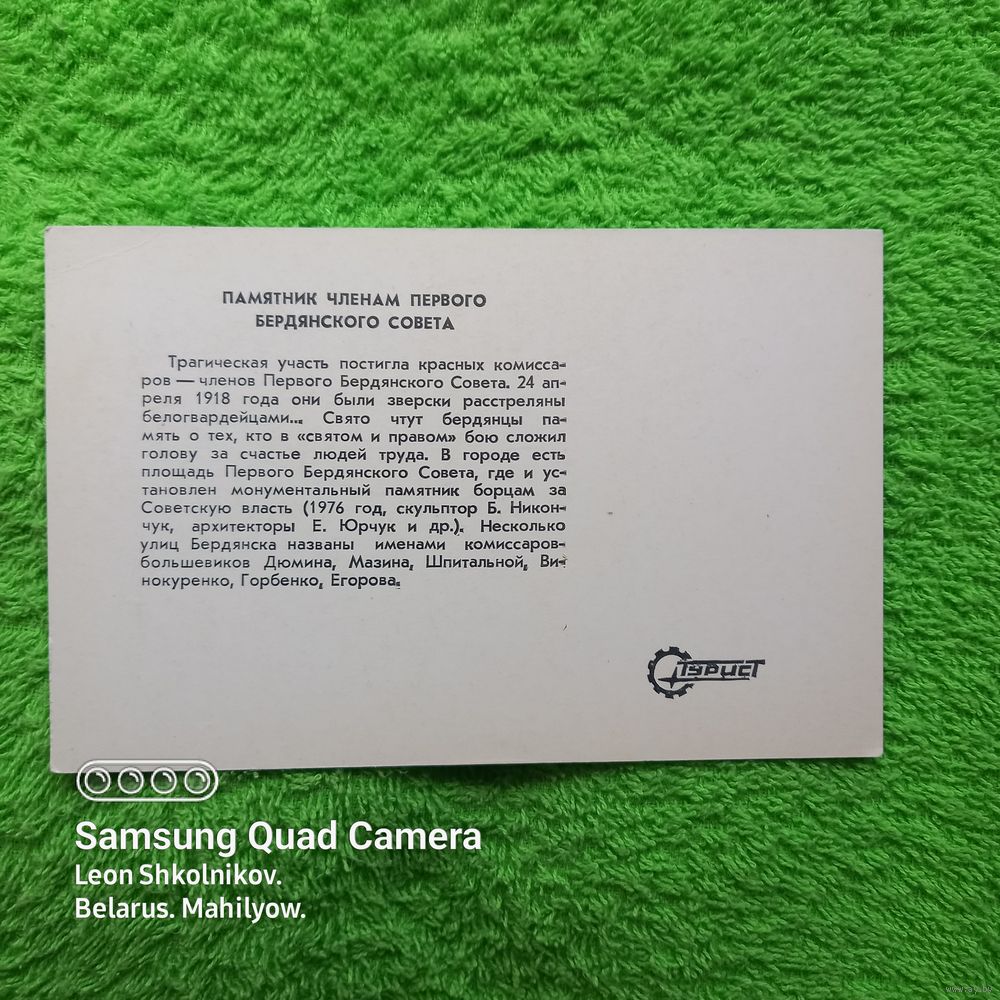 ПАМЯТНИК ЧЛЕНАМ ПЕРВОГО
БЕРДЯНСКОГО СОВЕТА
Трагическая участь постигла красных комисса-
ров — членов Первого Бердянского Совета. 24 ап-
реля 1918 года они были зверски расстреляны
белогвардейцами... Свято чтут бердянцы па-
мять о тех, кто в «святом и правом» бою сложил
голову за счастье людей труда. В городе есть
площадь Первого Бердянского Совета, где и ус-
тановлен монументальный памятник борцам за
Советскую власть (1976 год, скульптор Б. Никон-
чук, архитекторы Е. Юрчук и др.). Несколько
улиц Бердянска названы именами комиссаров-
большевиков Дюмина, Мазина, Шпитальной, Ви-
нокуренко, Горбенко, Егорова.
Турист
Samsung Quad Camera
Leon Shkolnikov.
Belarus. Mahilyow.
www.ay.by